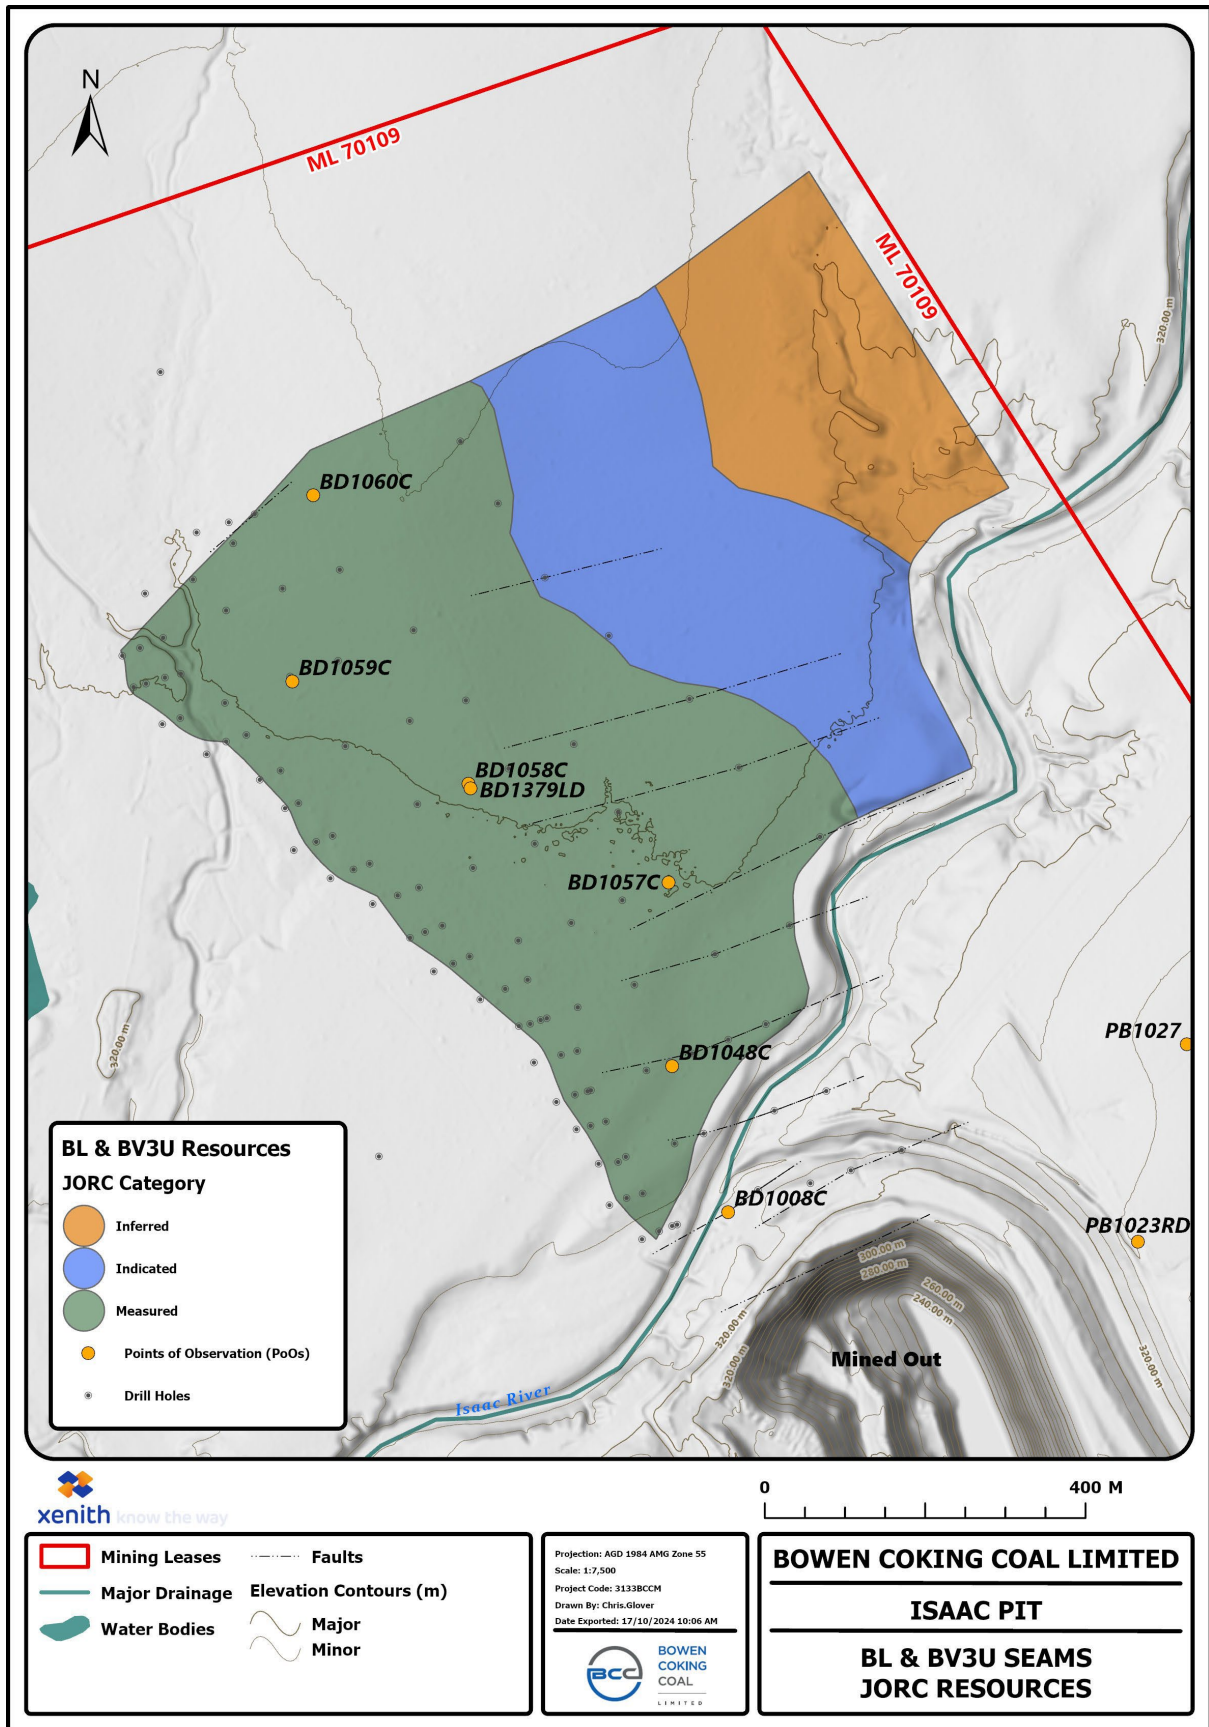 N
ML 70109
ML 70109
320.00 m
BD1060C
BD1059C
BD1058C
BD1379LD
BD1057C
PB1027
320.00 m
BD1048C
BL & BV3U Resources
JORC Category
Inferred
Indicated
Measured
Points of Observation (PoOs)
Drill Holes
BD1008C
PB1023RD
300.00 m
280.00 m
260.00 m
240.00 m
320.00 m
320.00 m
320.00 m
Mined Out
Isaac River
xenith know the way
0 400 M
Mining Leases
Major Drainage
Water Bodies
Faults
Elevation Contours (m)
Major
Minor
Projection: AGD 1984 AMG Zone 55
Scale: 1:7,500
Project Code: 3133BCCM
Drawn By: Chris.Glover
Date Exported: 17/10/2024 10:06 AM
BCC
BOWEN
COKING
COAL
LIMITED
BOWEN COKING COAL LIMITED
ISAAC PIT
BL & BV3U SEAMS
JORC RESOURCES